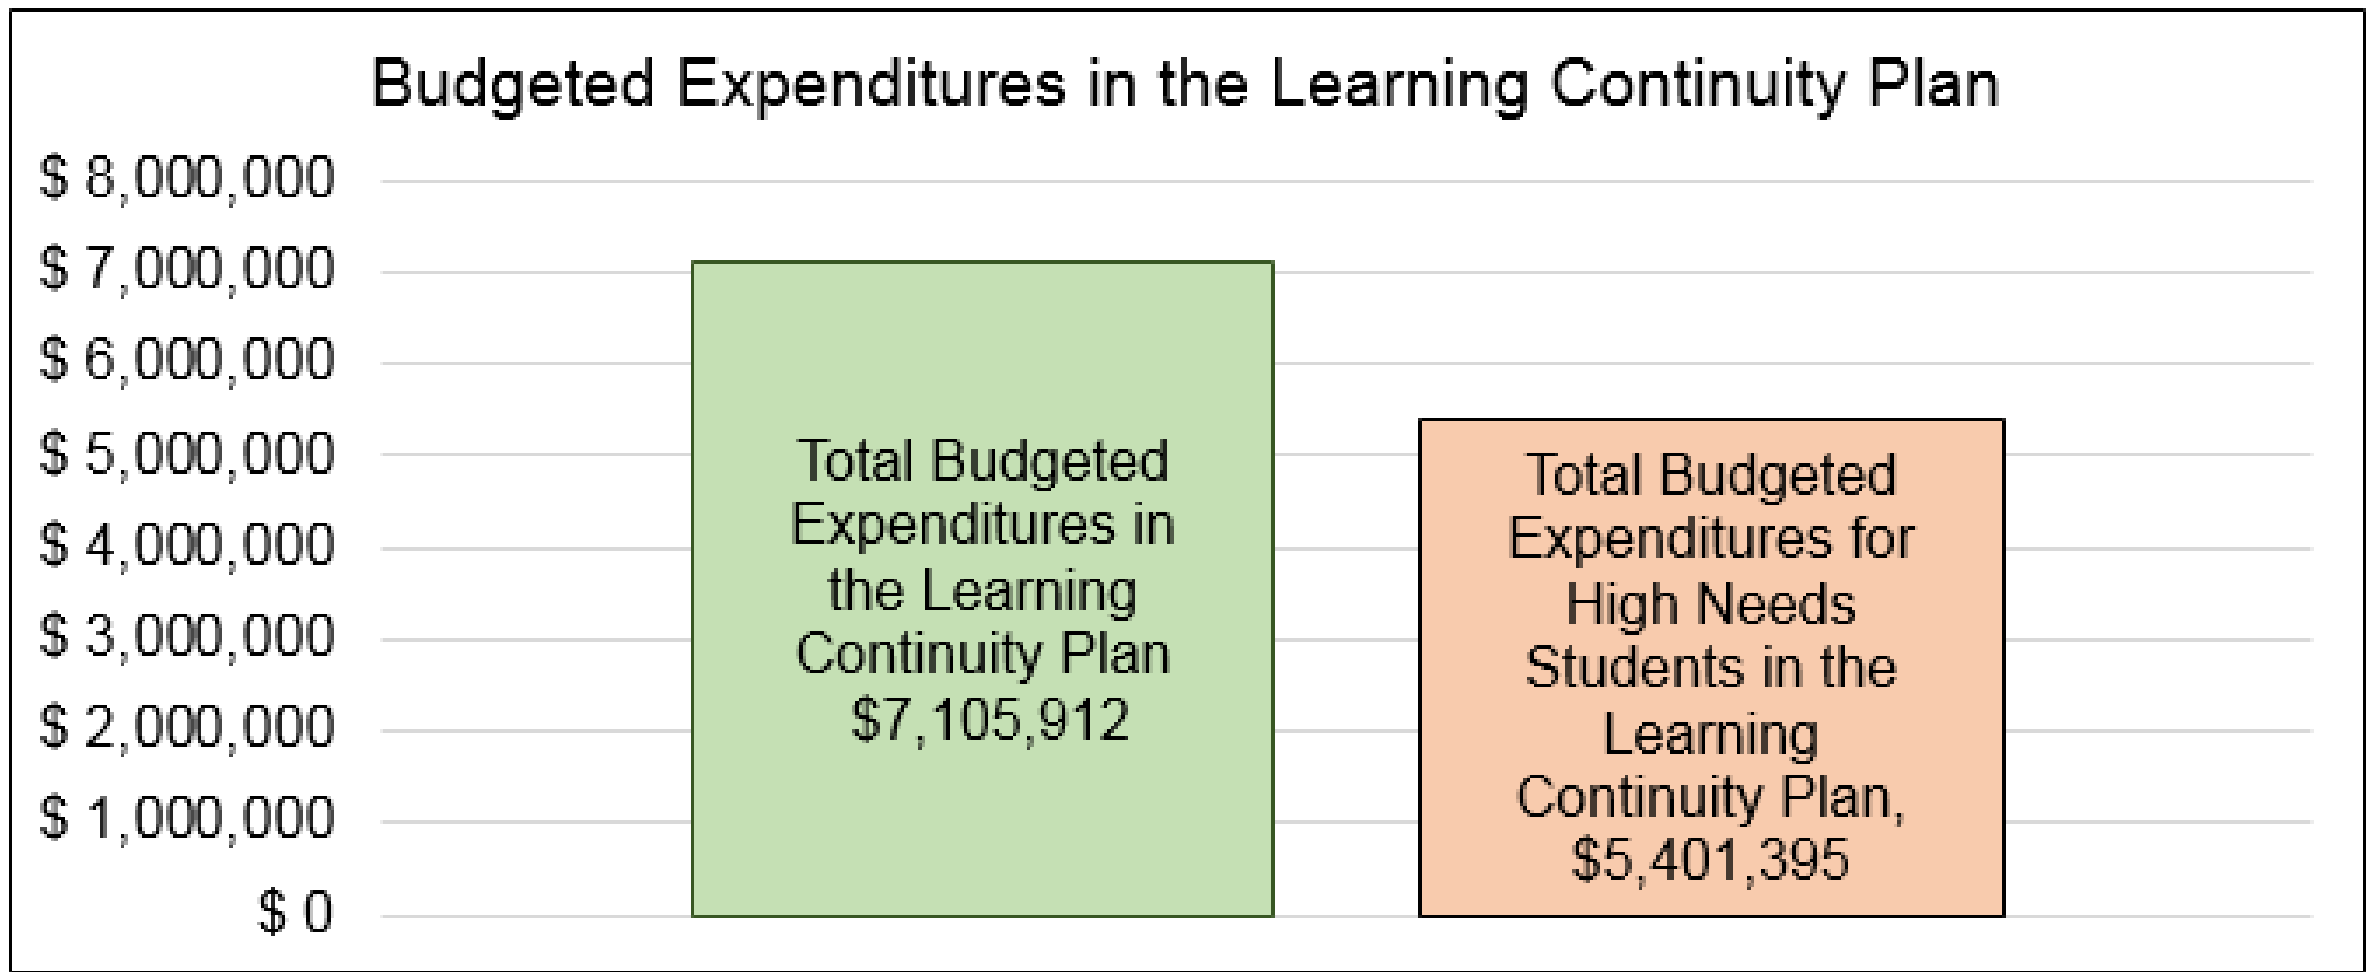 Budgeted Expenditures in the Learning Continuity Plan
$ 8,000,000
$ 7,000,000
$ 6,000,000
$ 5,000,000
$ 4,000,000
$ 3,000,000
$ 2,000,000
$ 1,000,000
$ 0
Total Budgeted
Expenditures in
the Learning
Continuity Plan
$7,105,912
Total Budgeted
Expenditures for
High Needs
Students in the
Learning
Continuity Plan,
$5,401,395